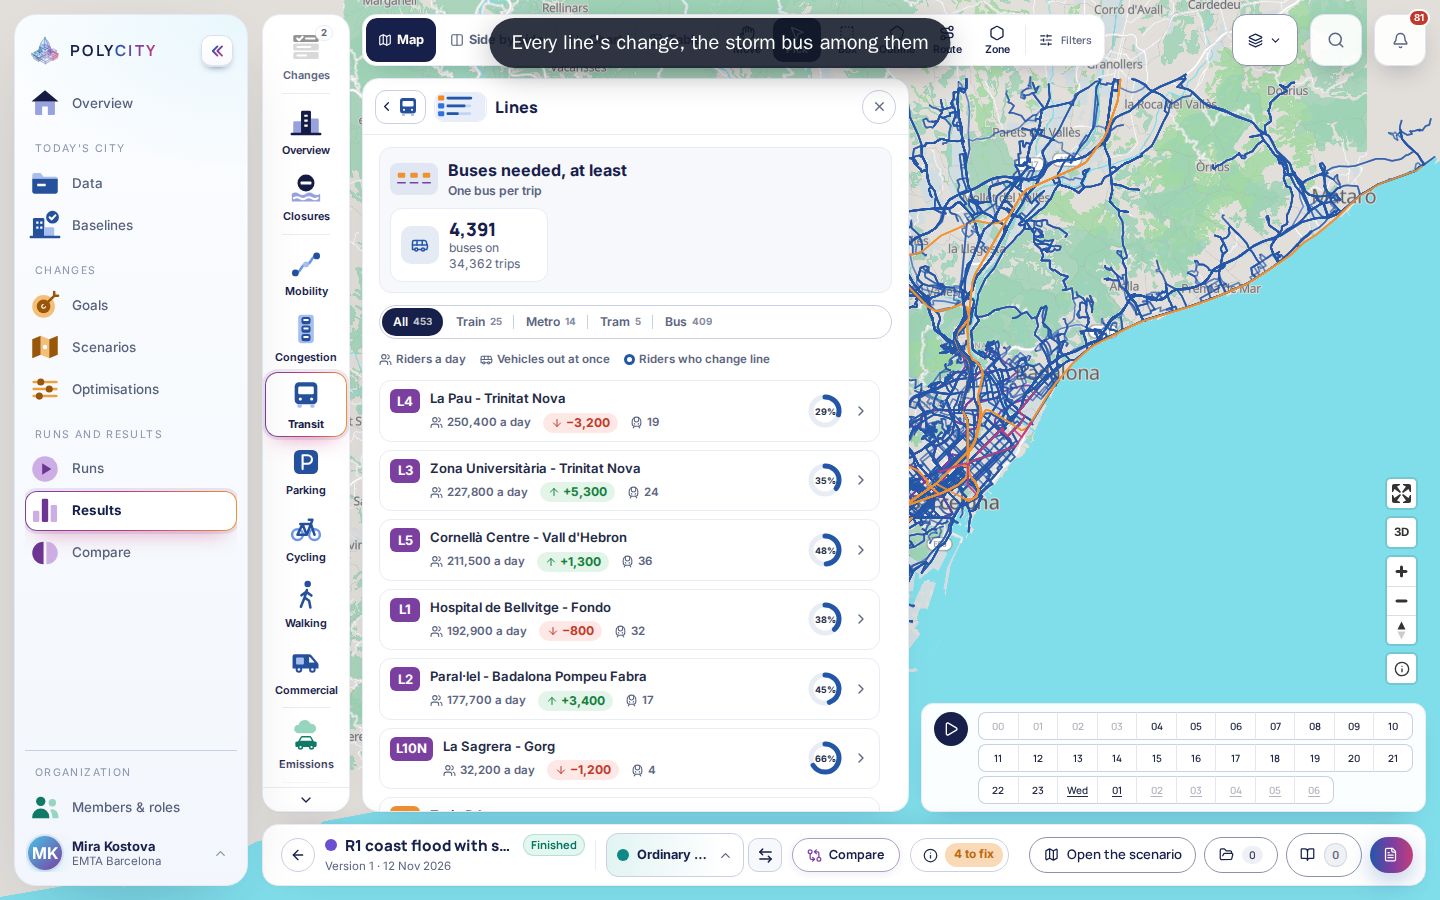 POLYCITY
Overview
TODAY'S CITY
Data
Baselines
CHANGES
Goals
Scenarios
Optimisations
RUNS AND RESULTS
Runs
Results
Compare
ORGANIZATION
Members & roles
MK
Mira Kostova
EMTA Barcelona
2
Changes
Overview
Closures
Mobility
Congestion
Transit
Parking
Cycling
Walking
Commercial
Emissions
Map
Every line's change, the storm bus among them
Route
Zone
Filters
81
Lines
Buses needed, at least
One bus per trip
4,391
buses on
34,362 trips
All 453
Train 25
Metro 14
Tram 5
Bus 409
Riders a day
Vehicles out at once
Riders who change line
L4
La Pau - Trinitat Nova
250,400 a day
↓ −3,200
19
29%
L3
Zona Universitària - Trinitat Nova
227,800 a day
↑ +5,300
24
35%
L5
Cornellà Centre - Vall d'Hebron
211,500 a day
↑ +1,300
36
48%
L1
Hospital de Bellvitge - Fondo
192,900 a day
↓ −800
32
38%
L2
Paral·lel - Badalona Pompeu Fabra
177,700 a day
↑ +3,400
17
45%
L10N
La Sagrera - Gorg
32,200 a day
↓ −1,200
4
66%
Rellinars
Corró d'Avall
Cardedeu
Granollers
la Roca del Vallès
Dosrius
Parets del Vallès
Òrrius
Mataró
la Llagosta
Alella
Premià de Mar
Badalona
3D
00 01 02 03 04 05 06 07 08 09 10
11 12 13 14 15 16 17 18 19 20 21
22 23 Wed 01 02 03 04 05 06
R1 coast flood with s...
Finished
Version 1 · 12 Nov 2026
Ordinary ...
Compare
4 to fix
Open the scenario
0
0